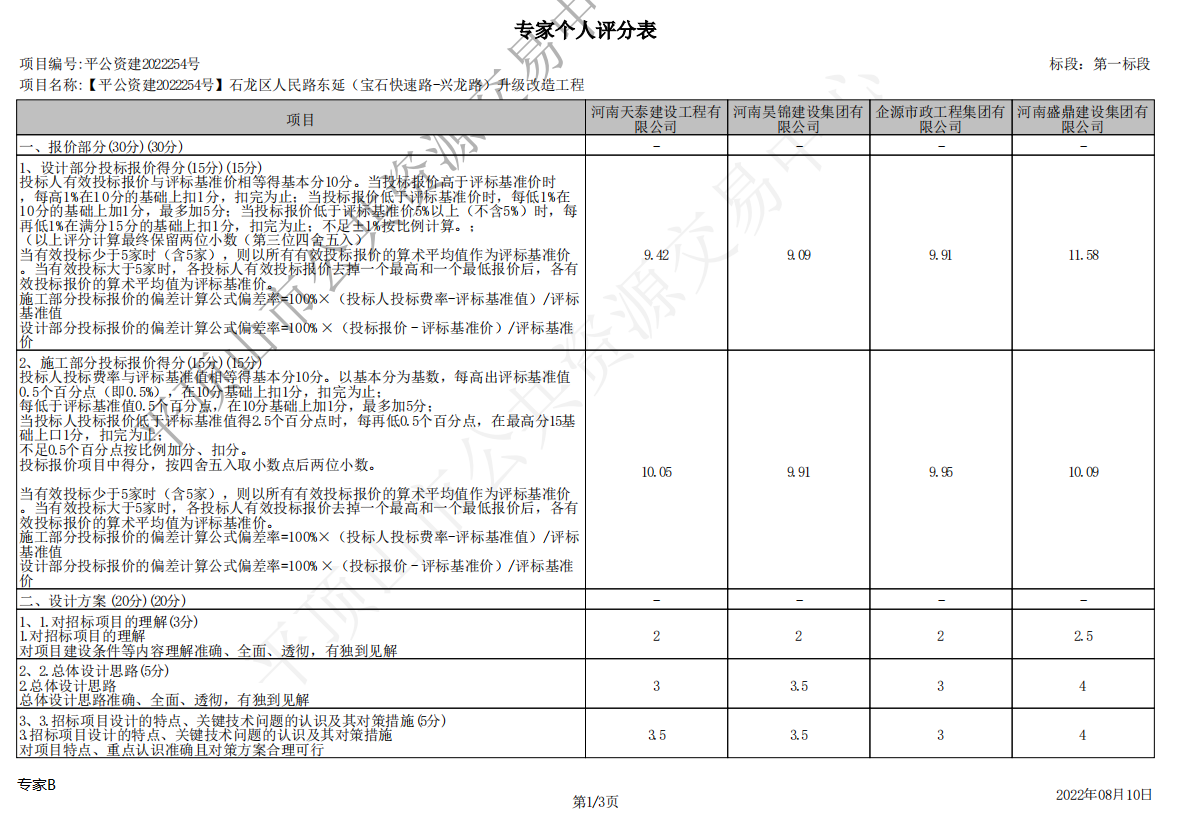 专家个人评分表
项目编号:平公资建2022254号
标段：第一标段
项目名称:【平公资建2022254号】石龙区人民路东延（宝石快速路-兴龙路）升级改造工程
项目
河南天泰建设工程有限公司
河南昊锦建设集团有限公司
企源市政工程集团有限公司
河南盛鼎建设集团有限公司
一、报价部分(30分)(30分)
－ － － －
1、设计部分投标报价得分(15分)(15分)
投标人有效投标报价与评标基准价相等得基本分10分。当投标报价高于评标基准价时
，每高1%在10分的基础上扣1分，扣完为止；当投标报价低于评标基准价时，每低1%在
10分的基础上加1分，最多加5分；当投标报价低于评标基准价5%以上（不含5%）时，每
再低1%在满分15分的基础上扣1分，扣完为止；不足±1%按比例计算。；
（以上评分计算最终保留两位小数（第三位四舍五入））
当有效投标少于5家时（含5家），则以所有有效投标报价的算术平均值作为评标基准价
。当有效投标大于5家时，各投标人有效投标报价去掉一个最高和一个最低报价后，各有
效投标报价的算术平均值为评标基准价。
施工部分投标报价的偏差计算公式偏差率=100%×（投标人投标费率-评标基准值）/评标
基准值
设计部分投标报价的偏差计算公式偏差率=100%×（投标报价－评标基准价）/评标基准
价
9.42 9.09 9.91 11.58
2、施工部分投标报价得分(15分)(15分)
投标人投标费率与评标基准值相等得基本分10分。以基本分为基数，每高出评标基准值
0.5个百分点（即0.5%），在10分基础上扣1分，扣完为止；
每低于评标基准值0.5个百分点，在10分基础上加1分，最多加5分；
当投标人投标报价低于评标基准值得2.5个百分点时，每再低0.5个百分点，在最高分15基
础上口1分，扣完为止；
不足0.5个百分点按比例加分、扣分。
投标报价项目中得分，按四舍五入取小数点后两位小数。
当有效投标少于5家时（含5家），则以所有有效投标报价的算术平均值作为评标基准价
。当有效投标大于5家时，各投标人有效投标报价去掉一个最高和一个最低报价后，各有
效投标报价的算术平均值为评标基准价。
施工部分投标报价的偏差计算公式偏差率=100%×（投标人投标费率-评标基准值）/评标
基准值
设计部分投标报价的偏差计算公式偏差率=100%×（投标报价－评标基准价）/评标基准
价
10.05 9.91 9.95 10.09
二、设计方案(20分)(20分)
－ － － －
1、1.对招标项目的理解(3分)
1.对招标项目的理解
对项目建设条件等内容理解准确、全面、透彻，有独到见解
2 2 2 2.5
2、2.总体设计思路(5分)
2.总体设计思路
总体设计思路准确、全面、透彻，有独到见解
3 3.5 3 4
3、3.招标项目设计的特点、关键技术问题的认识及其对策措施(5分)
3.招标项目设计的特点、关键技术问题的认识及其对策措施
对项目特点、重点认识准确且对策方案合理可行
3.5 3.5 3 4
专家B
第1/3页
2022年08月10日
平顶山市公共资源交易中
平顶山市公共资源交易中心